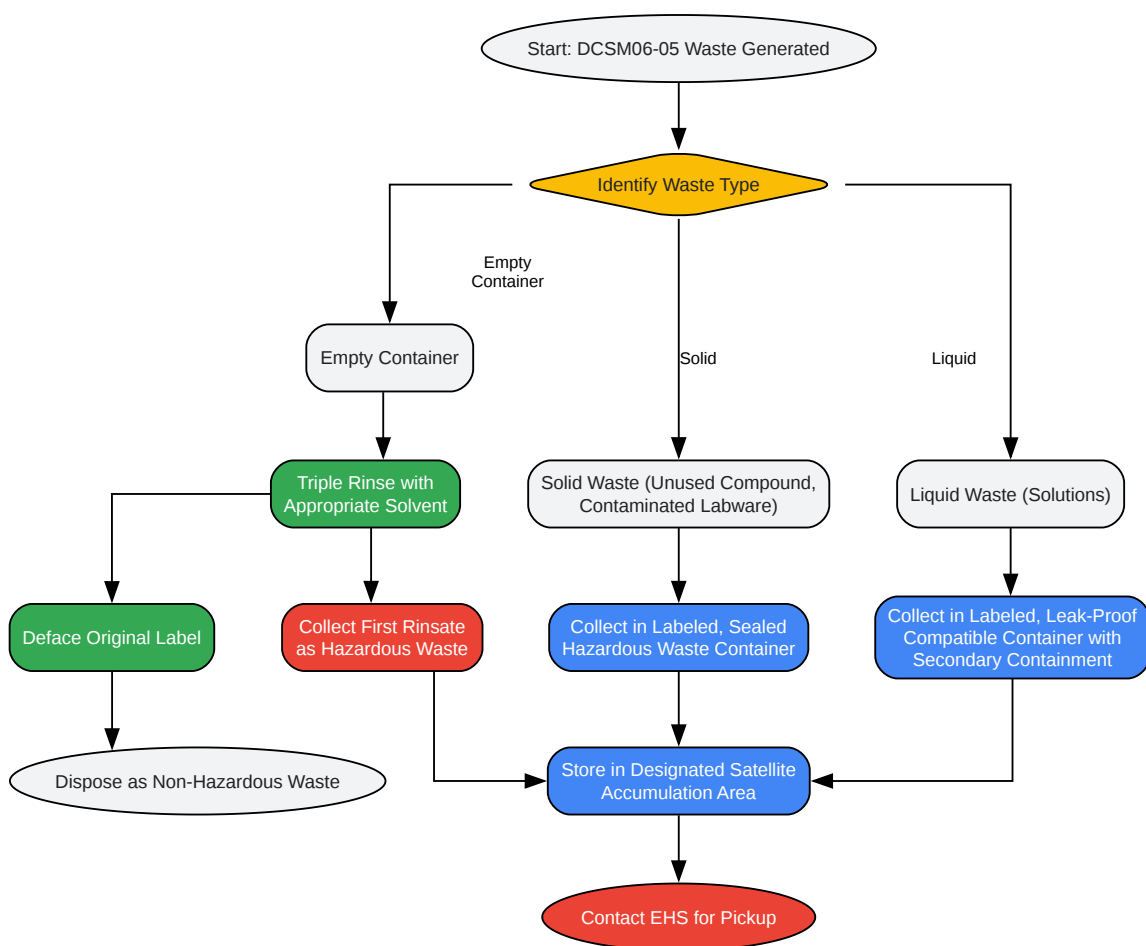 Start: DCSM06-05 Waste Generated
Identify Waste Type
Empty
Container
Empty Container
Solid
Liquid
Triple Rinse with
Appropriate Solvent
Solid Waste (Unused Compound,
Contaminated Labware)
Liquid Waste (Solutions)
Deface Original Label
Collect First Rinsate
as Hazardous Waste
Collect in Labeled, Sealed
Hazardous Waste Container
Collect in Labeled, Leak-Proof
Compatible Container with
Secondary Containment
Dispose as Non-Hazardous Waste
Store in Designated Satellite
Accumulation Area
Contact EHS for Pickup